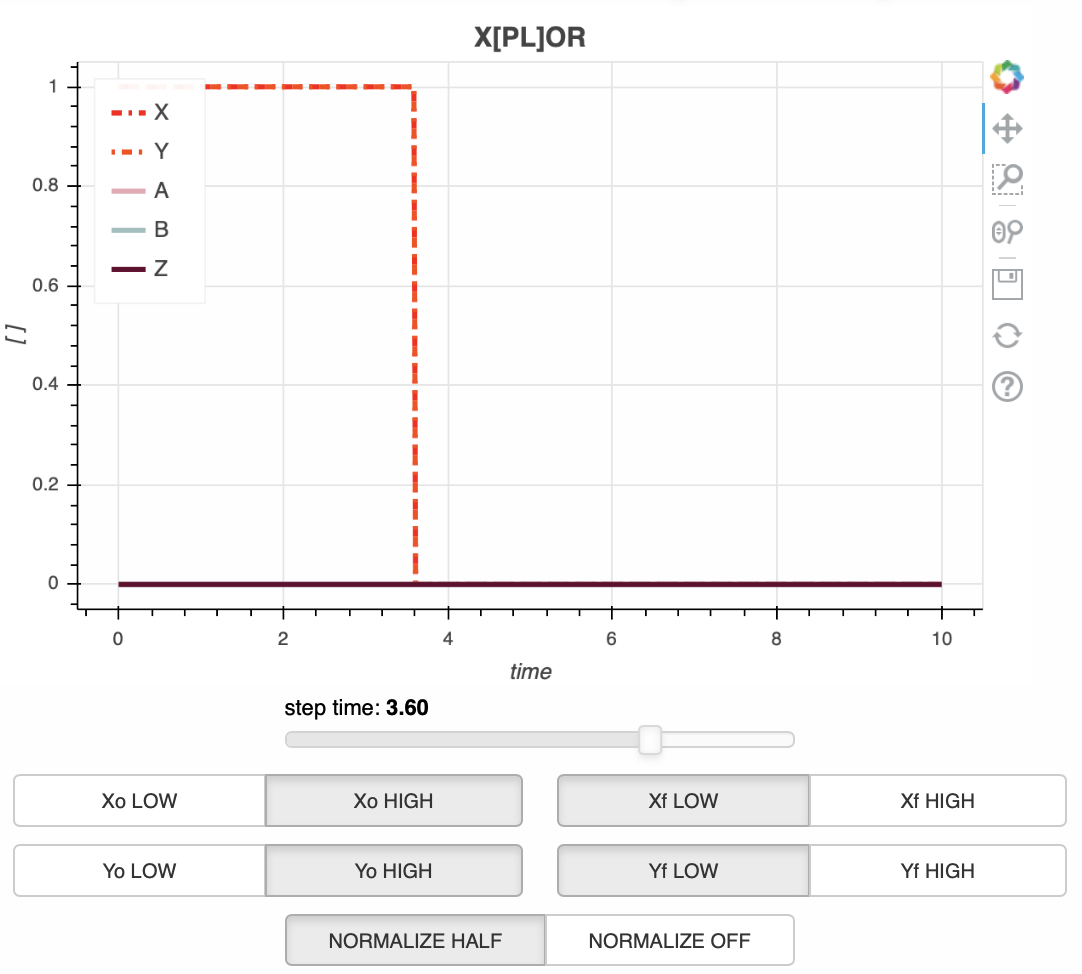 X[PL]OR
1
0.8
0.6
0.4
0.2
0
[ ]
X
Y
A
B
Z
0 2 4 6 8 10
time
step time: 3.60
Xo LOW Xo HIGH Xf LOW Xf HIGH
Yo LOW Yo HIGH Yf LOW Yf HIGH
NORMALIZE HALF NORMALIZE OFF